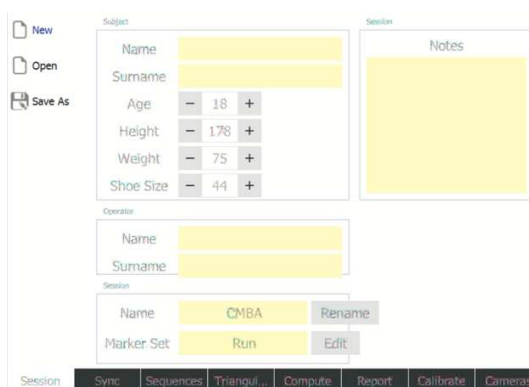 New
Open
Save As
Subject
Name
Surname
Age − 18 +
Height − 178 +
Weight − 75 +
Shoe Size − 44 +
Session
Notes
Operator
Name
Surname
Session
Name CMBA Rename
Marker Set Run Edit
Session Sync Sequences Triangul... Compute Report Calibrate Cameras